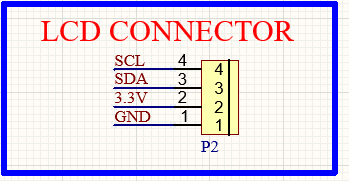 LCD CONNECTOR
SCL 4 4
SDA 3 3
3.3V 2 2
GND 1 1
P2